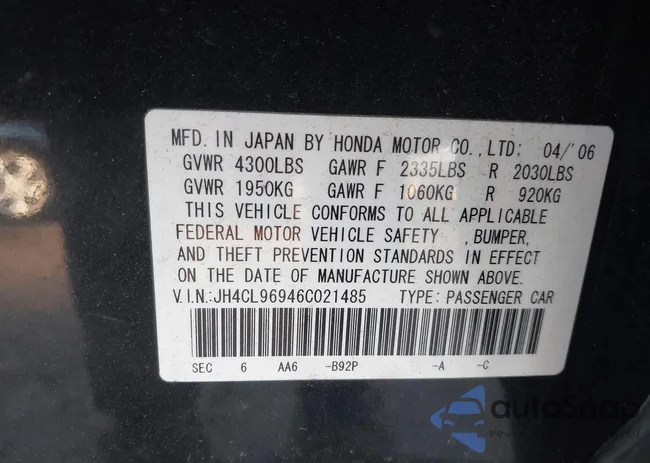 MFD. IN JAPAN BY HONDA MOTOR CO., LTD: 04/'06
GVWR 4300LBS GAWR F 2335LBS R 2030LBS
GVWR 1950KG GAWR F 1060KG R 920KG
THIS VEHICLE CONFORMS TO ALL APPLICABLE
FEDERAL MOTOR VEHICLE SAFETY , BUMPER,
AND THEFT PREVENTION STANDARDS IN EFFECT
ON THE DATE OF MANUFACTURE SHOWN ABOVE.
V.I.N.:JH4CL96946C021485 TYPE: PASSENGER CAR
SEC 6 AA6 -B92P -A -C
autoSnap